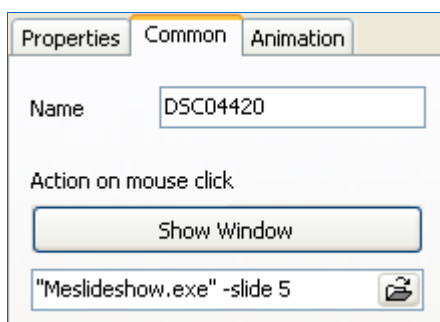 Properties Common Animation
Name DSC04420
Action on mouse click
Show Window
"Meslideshow.exe" -slide 5